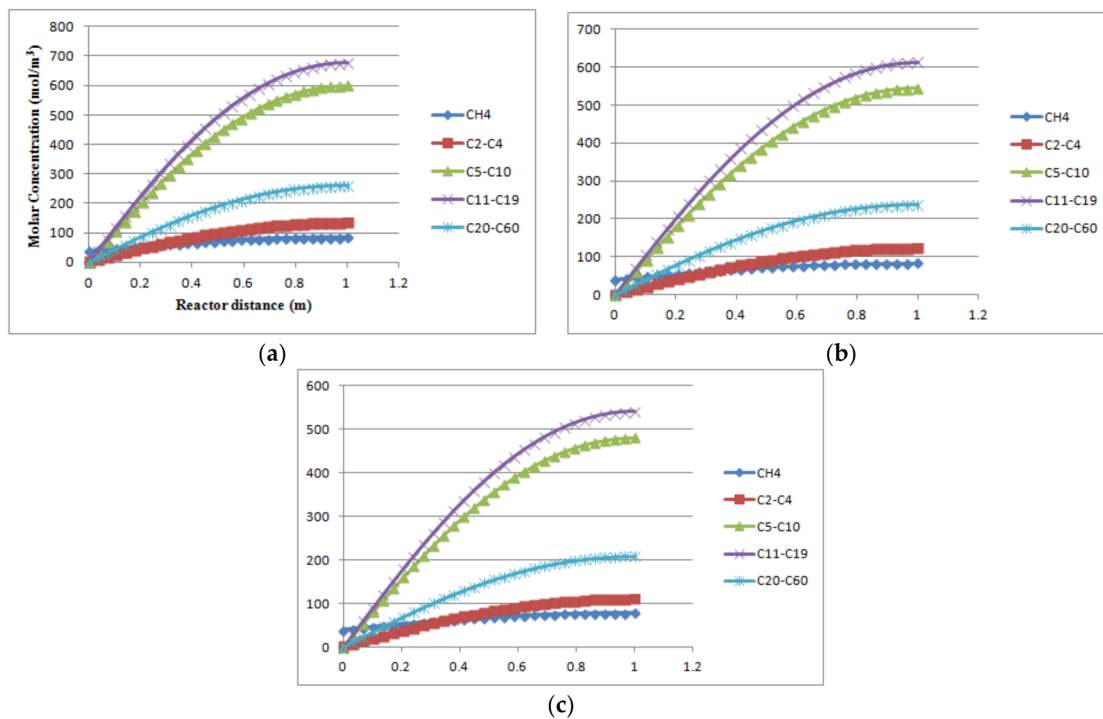 Molar Concentration (mol/m³)
800
700
600
500
400
300
200
100
0
0
0.2
0.4
0.6
0.8
1
1.2
Reactor distance (m)
CH4
C2-C4
C5-C10
C11-C19
C20-C60
(a)
700
600
500
400
300
200
100
0
0
0.2
0.4
0.6
0.8
1
1.2
CH4
C2-C4
C5-C10
C11-C19
C20-C60
(b)
600
500
400
300
200
100
0
0
0.2
0.4
0.6
0.8
1
1.2
CH4
C2-C4
C5-C10
C11-C19
C20-C60
(c)